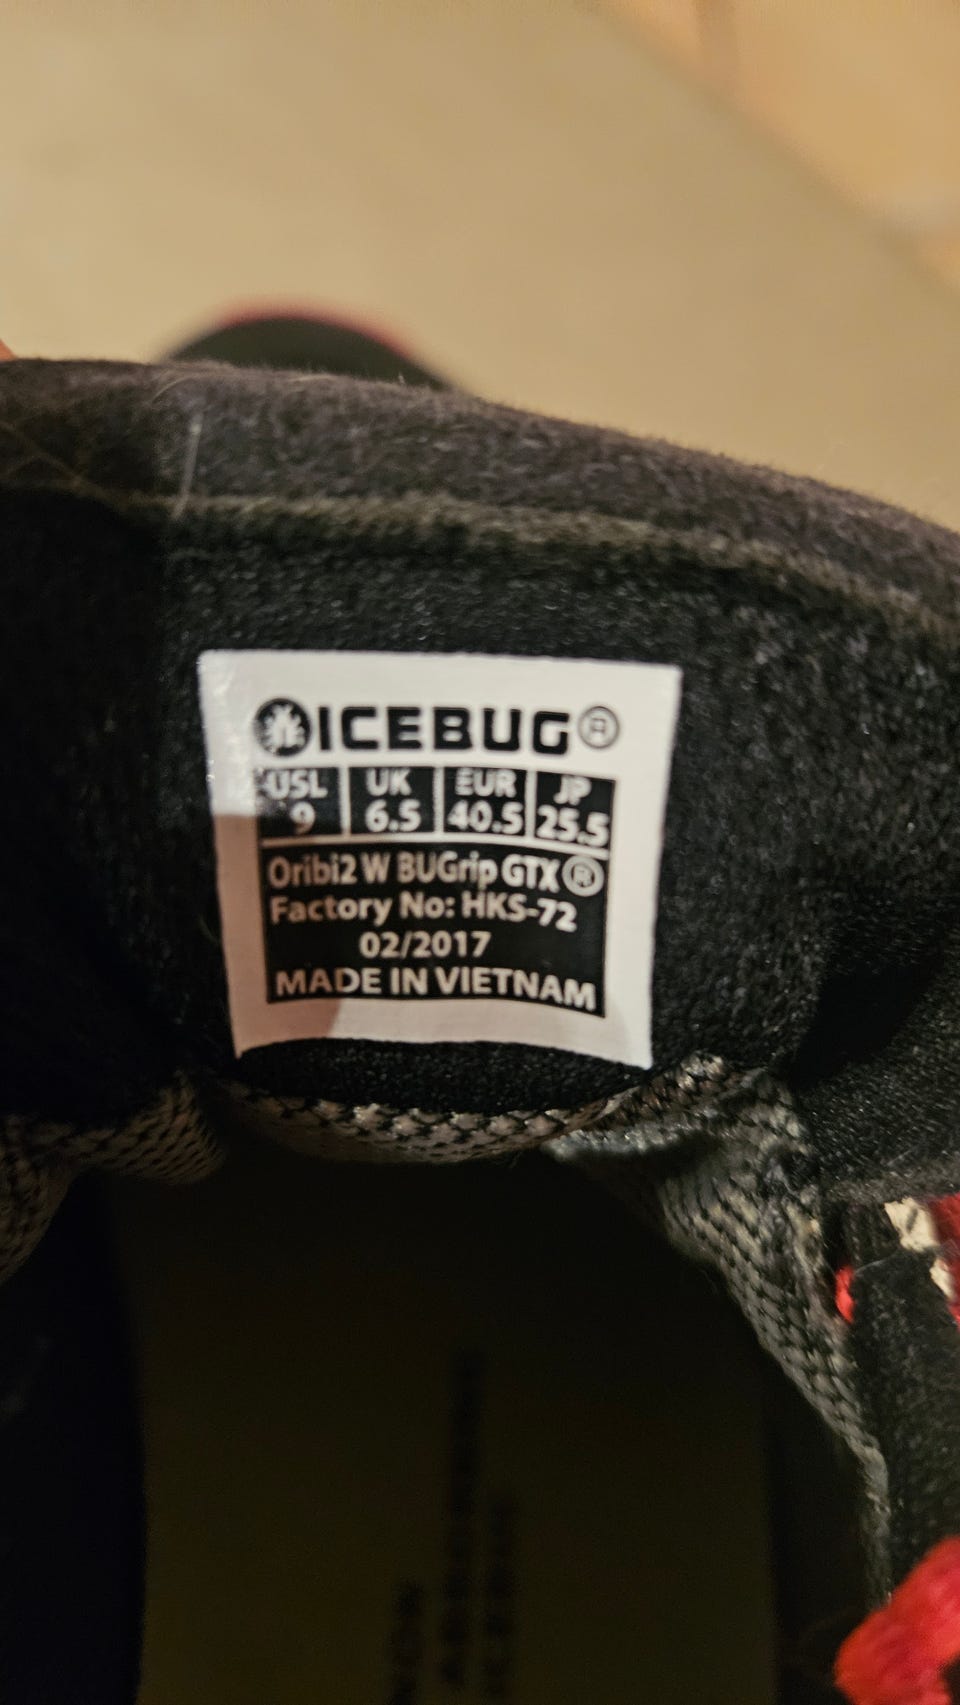 ICEBUG®
USL UK EUR JP
9 6.5 40.5 25.5
Oribi2 W BUGrip GTX®
Factory No: HKS-72
02/2017
MADE IN VIETNAM